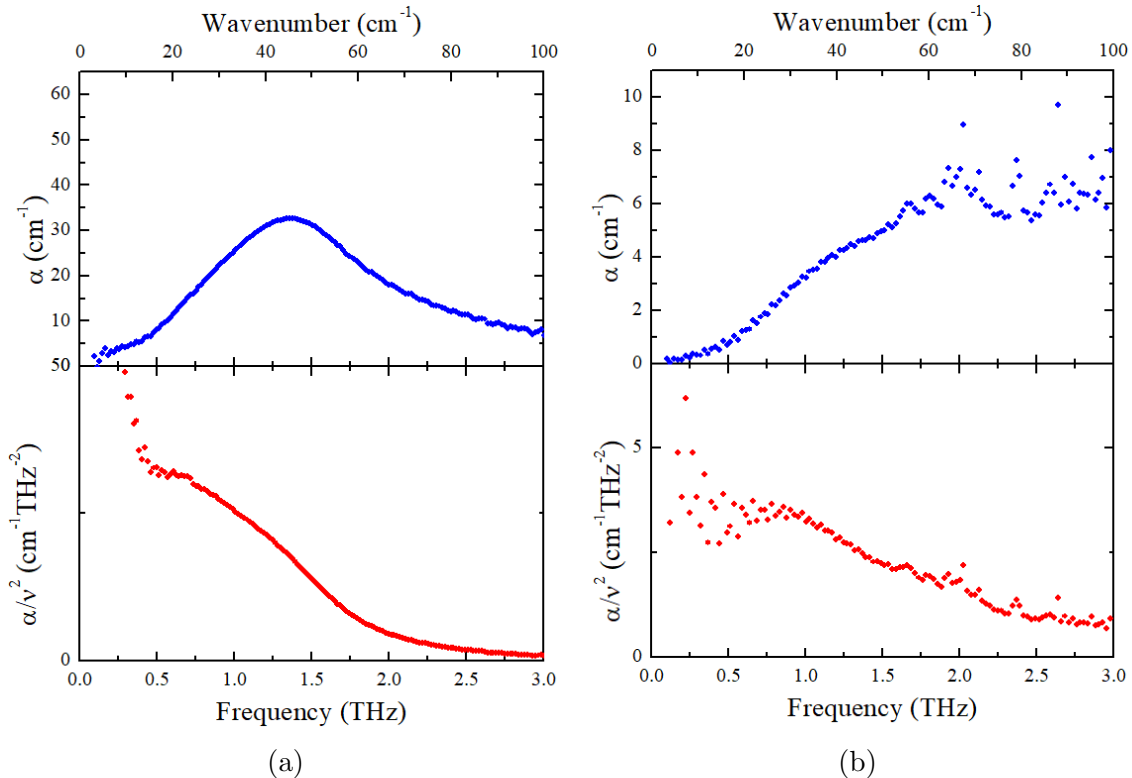 Wavenumber (cm-1)
0 20 40 60 80 100
60
50
40
30
20
10
α (cm-1)
50
0
α/ν2 (cm-1THz-2)
0.0 0.5 1.0 1.5 2.0 2.5 3.0
Frequency (THz)
(a)
Wavenumber (cm-1)
0 20 40 60 80 100
10
8
6
4
2
0
α (cm-1)
5
0
α/ν2 (cm-1THz-2)
0.0 0.5 1.0 1.5 2.0 2.5 3.0
Frequency (THz)
(b)